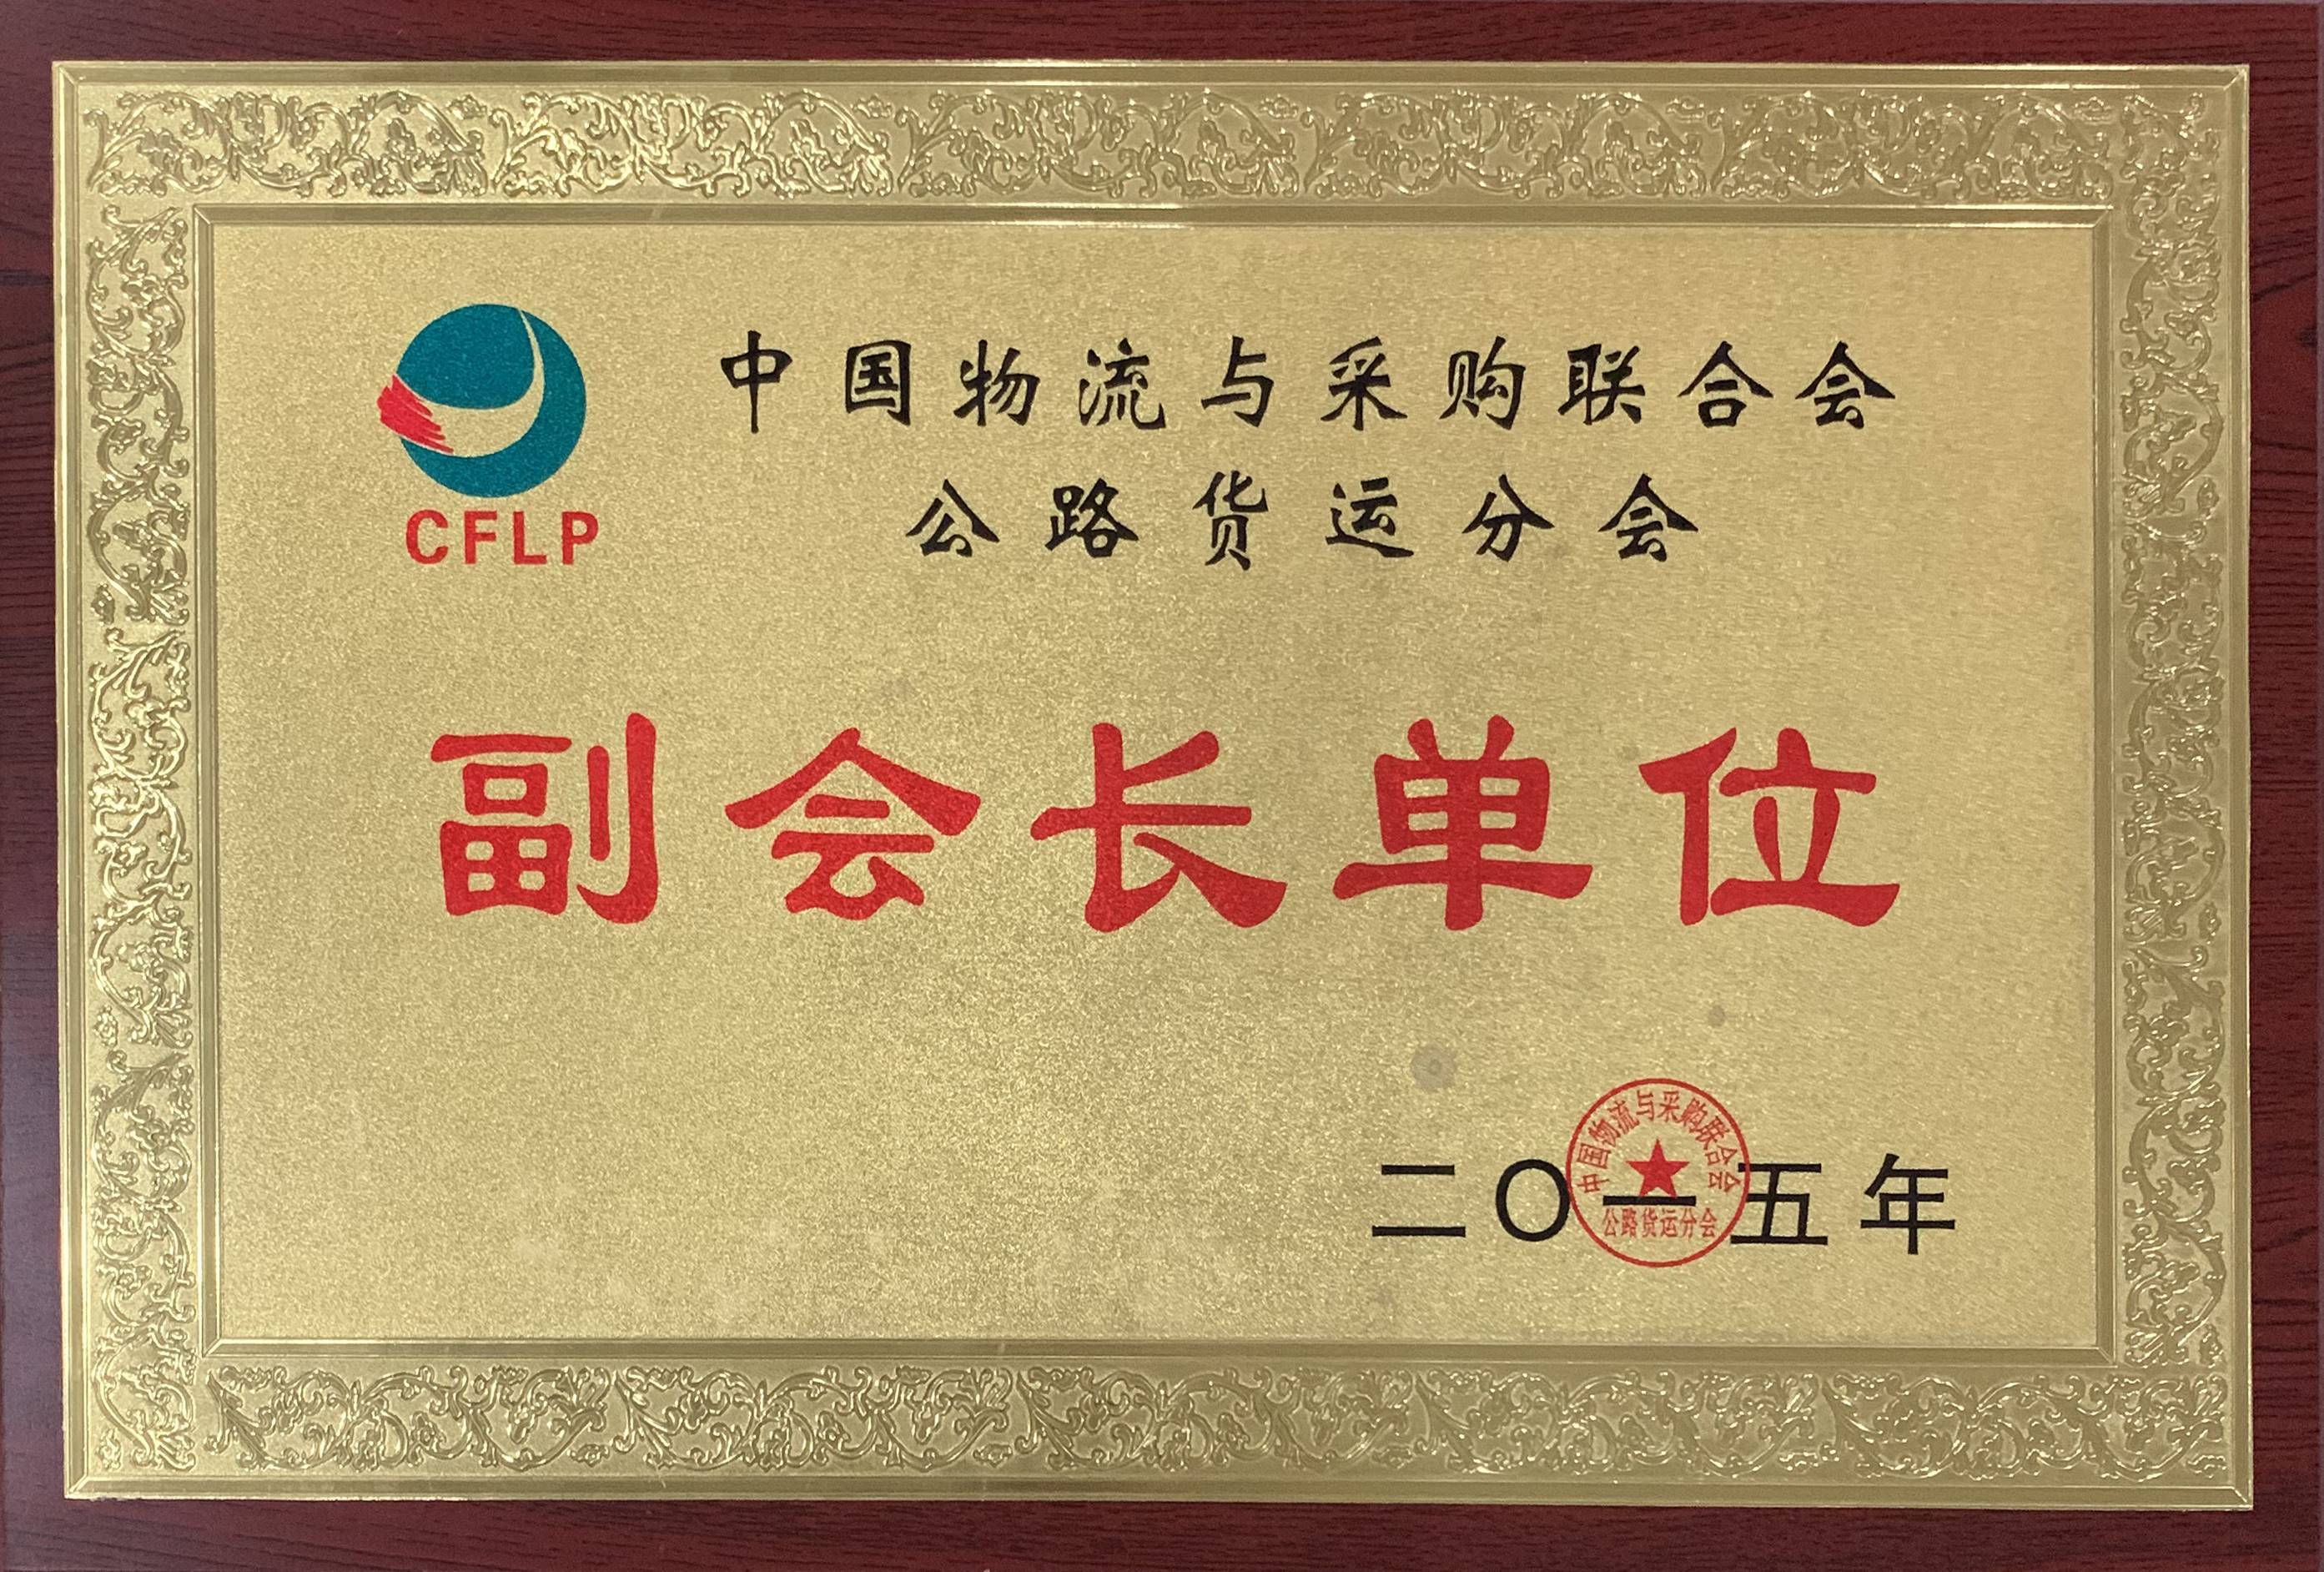 中国物流与采购联合会
公路货运分会
CFLP
副会长单位
二〇一五年
中国物流与采购联合会
公路货运分会